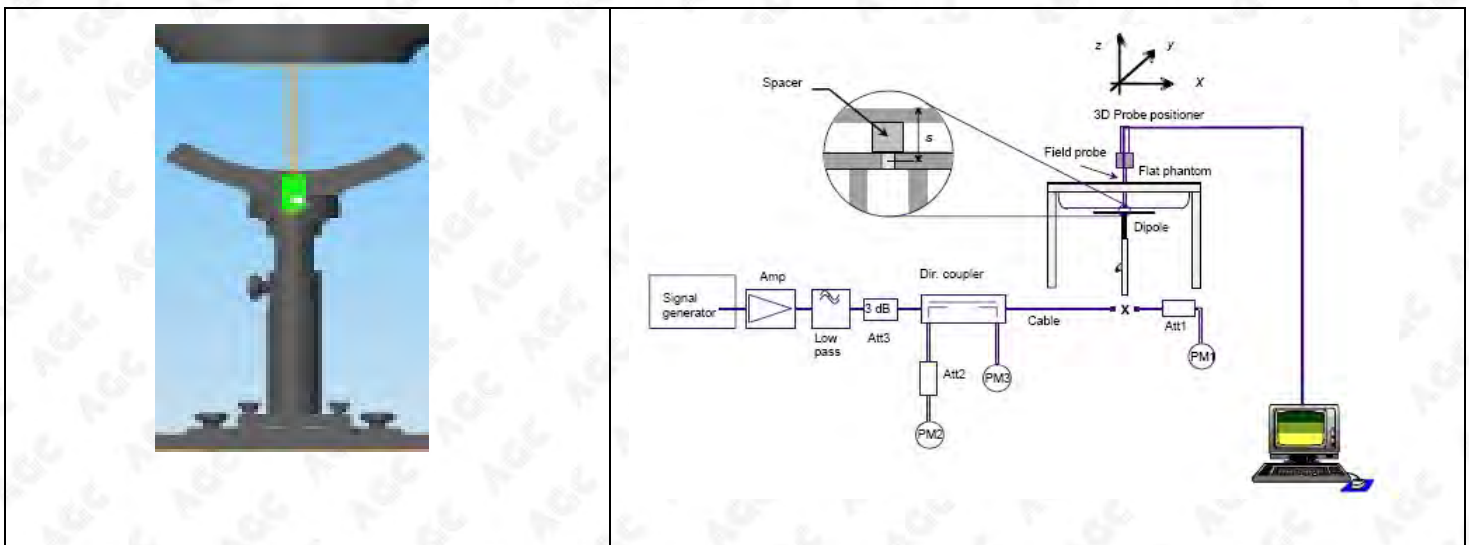 z
y
X
Spacer
s
3D Probe positioner
Field probe
Flat phantom
Dipole
Dir. coupler
Amp
Signal
generator
3 dB
Low
pass
Att3
Cable
X
Att1
PM1
Att2
PM3
PM2
AGC